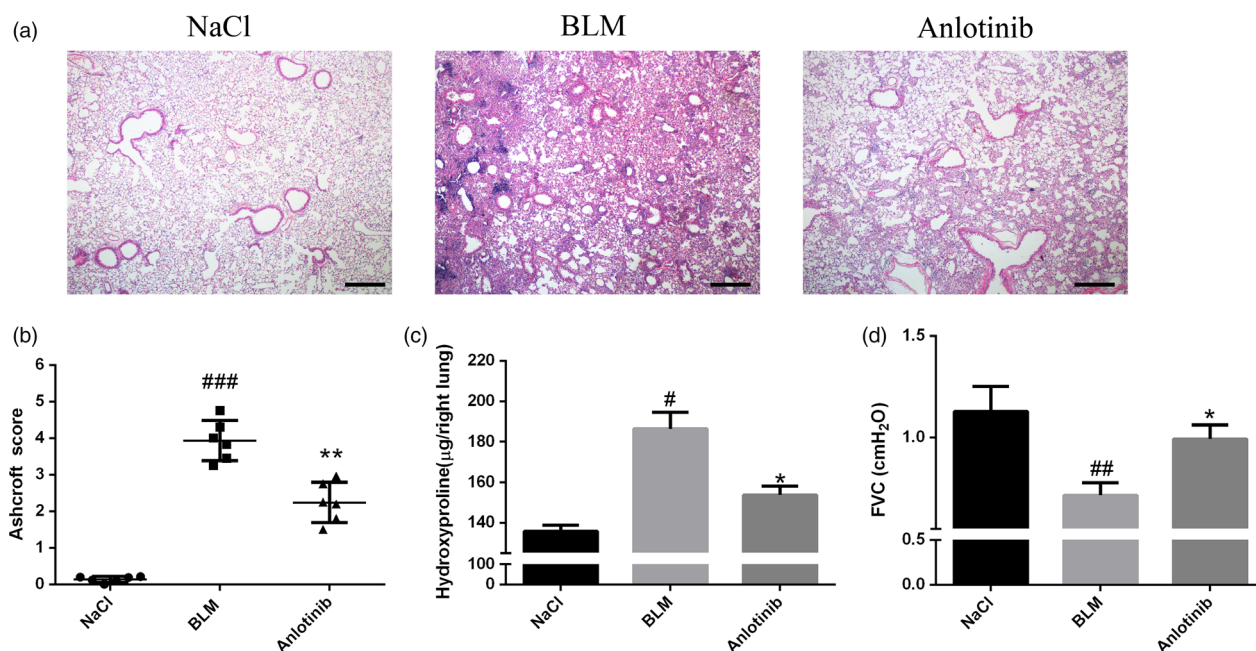 (a)
NaCl
BLM
Anlotinib
(b)
Ashcroft score
6
5
4
3
2
1
0
###
**
NaCl
BLM
Anlotinib
(c)
Hydroxyproline(μg/right lung)
220
200
180
160
140
100
0
#
*
NaCl
BLM
Anlotinib
(d)
FVC (cmH₂O)
1.5
1.0
0.5
0.0
##
*
NaCl
BLM
Anlotinib